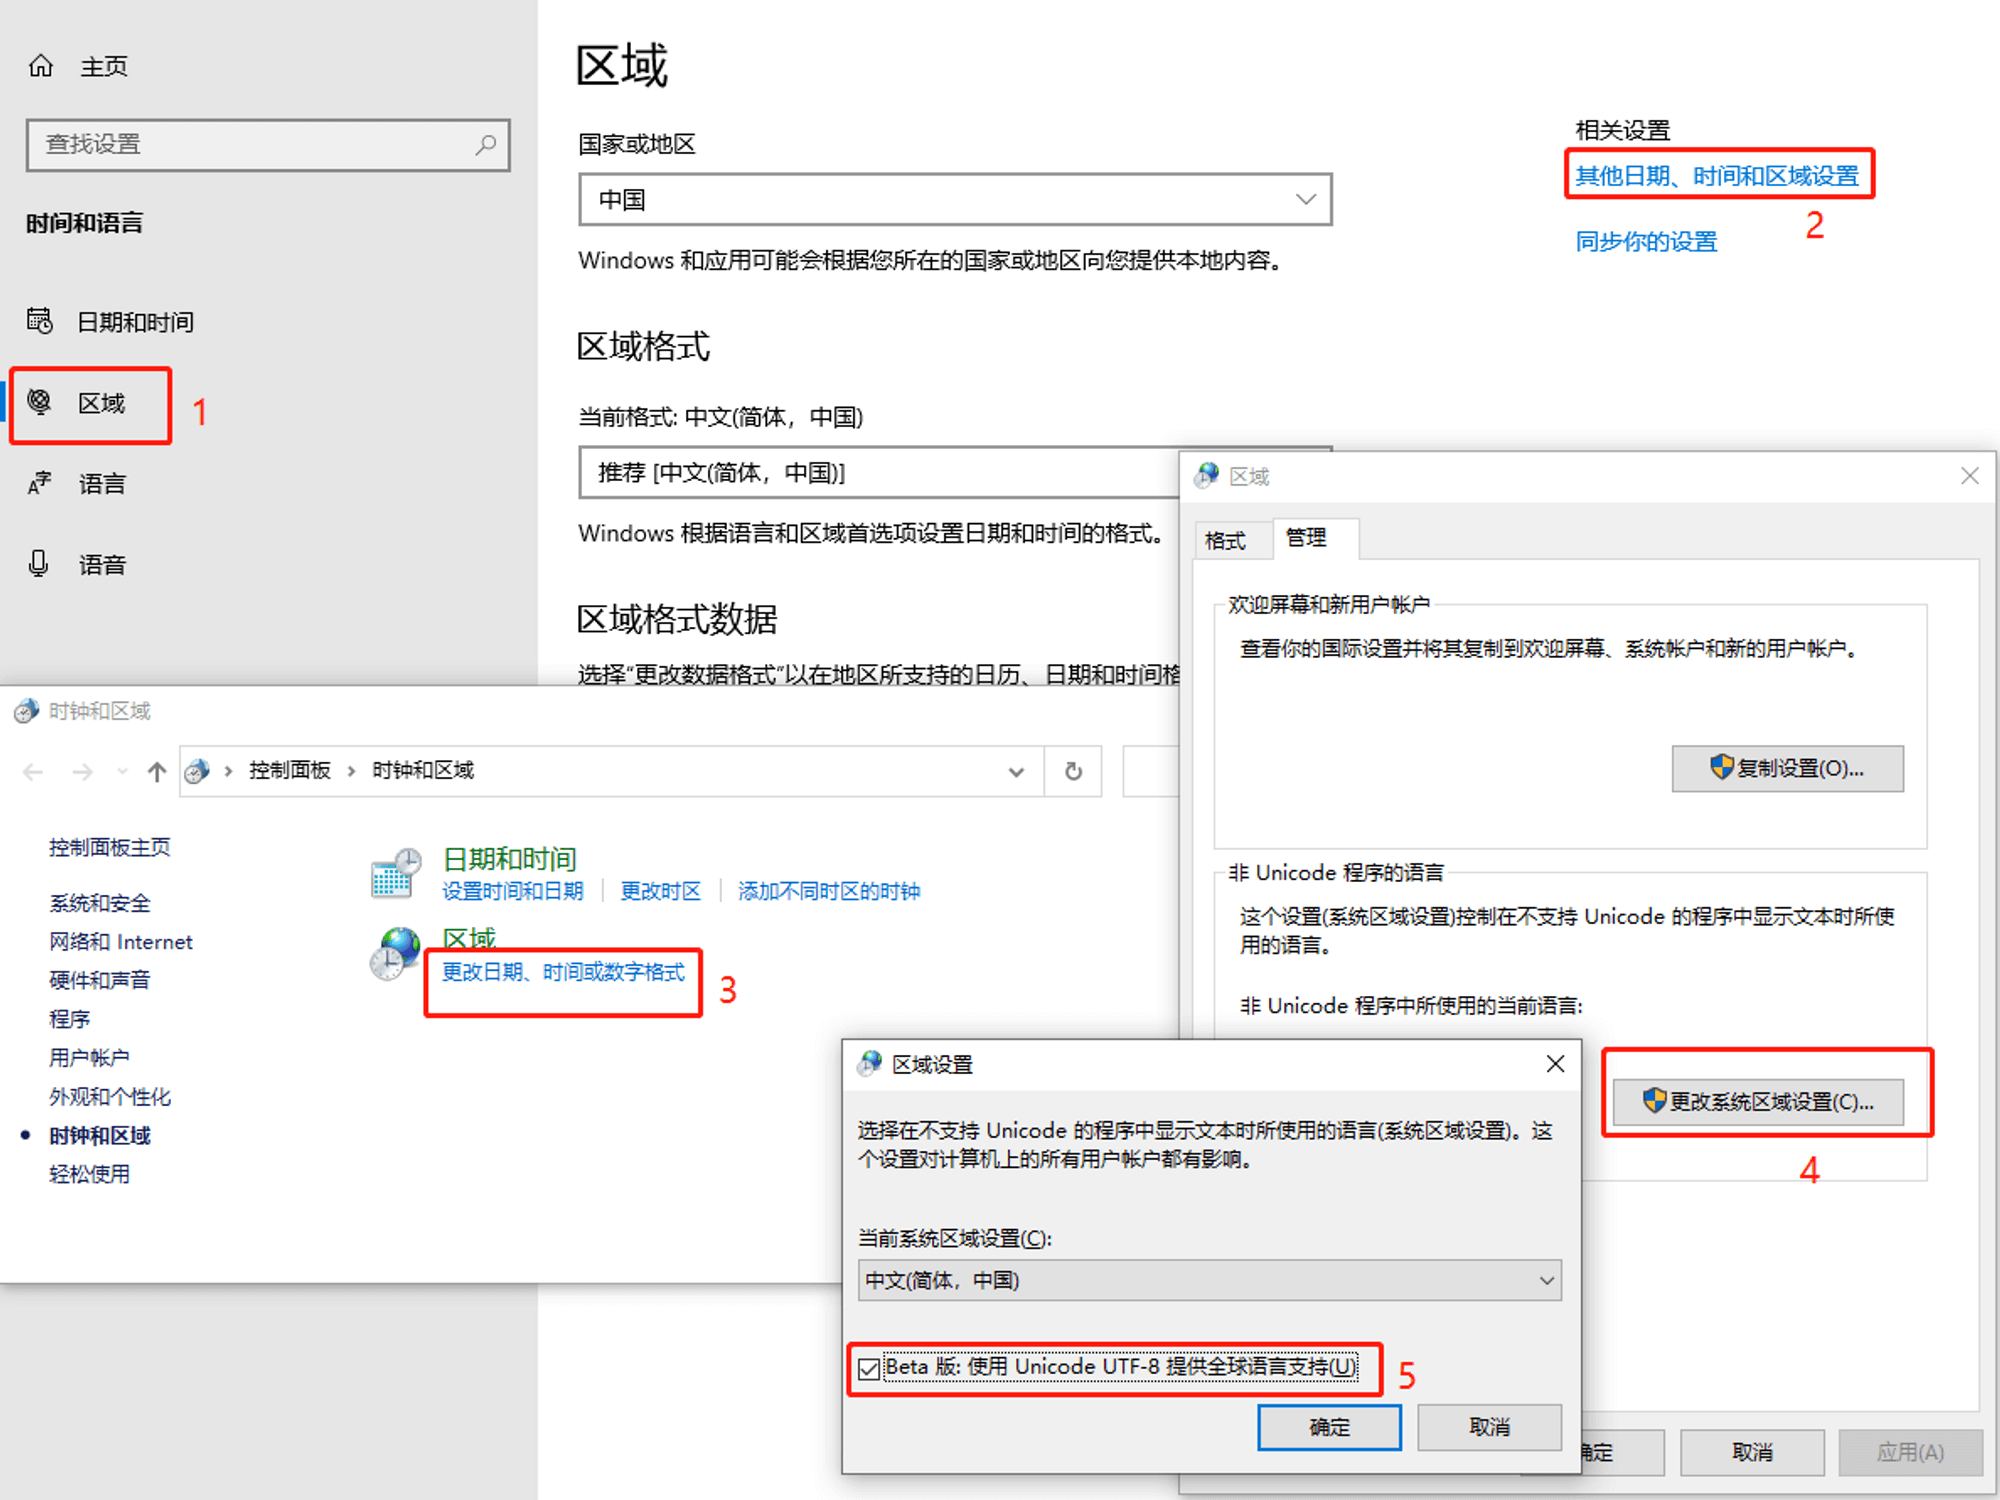 主页
查找设置
时间和语言
日期和时间
区域
1
语言
语音
区域
国家或地区
中国
Windows 和应用可能会根据您所在的国家或地区向您提供本地内容。
区域格式
当前格式: 中文(简体，中国)
推荐 [中文(简体，中国)]
Windows 根据语言和区域首选项设置日期和时间的格式。
区域格式数据
选择“更改数据格式”以在地区所支持的日历、日期和时间格
相关设置
其他日期、时间和区域设置
2
同步你的设置
时钟和区域
控制面板 › 时钟和区域
控制面板主页
系统和安全
网络和 Internet
硬件和声音
程序
用户帐户
外观和个性化
时钟和区域
轻松使用
日期和时间
设置时间和日期 | 更改时区 | 添加不同时区的时钟
区域
更改日期、时间或数字格式
3
区域
格式 管理
欢迎屏幕和新用户帐户
查看你的国际设置并将其复制到欢迎屏幕、系统帐户和新的用户帐户。
复制设置(O)...
非 Unicode 程序的语言
这个设置(系统区域设置)控制在不支持 Unicode 的程序中显示文本时所使
用的语言。
非 Unicode 程序中所使用的当前语言:
更改系统区域设置(C)...
4
确定 取消 应用(A)
区域设置
选择在不支持 Unicode 的程序中显示文本时所使用的语言(系统区域设置)。这
个设置对计算机上的所有用户帐户都有影响。
当前系统区域设置(C):
中文(简体，中国)
Beta 版: 使用 Unicode UTF-8 提供全球语言支持(U)
5
确定 取消